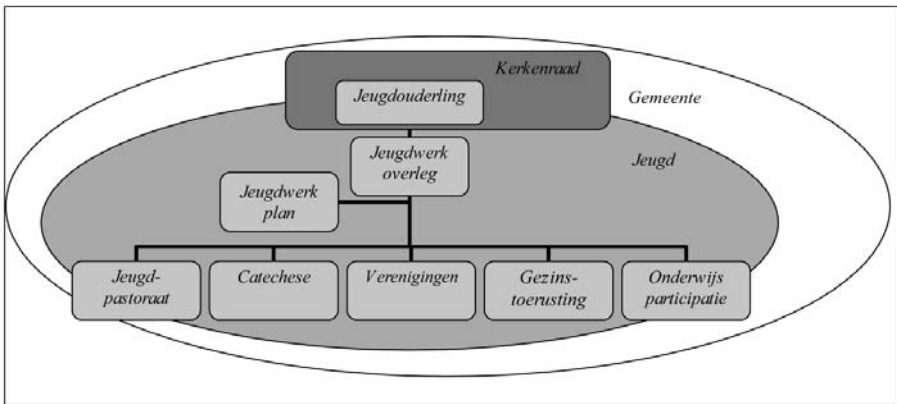 Kerkenraad
Jeugdouderling
Gemeente
Jeugdwerk
overleg
Jeugd
Jeugdwerk
plan
Jeugd-
pastoraat
Catechese
Verenigingen
Gezins-
toerusting
Onderwijs
participatie